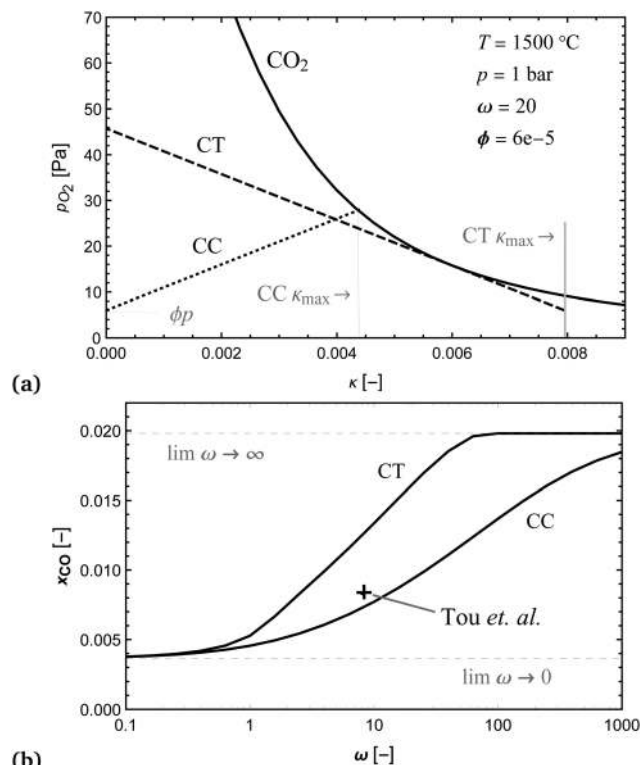 70
60
50
40
30
20
10
0
pO2 [Pa]
CO2
CT
CC
T = 1500 °C
p = 1 bar
ω = 20
ϕ = 6e−5
CT κmax →
CC κmax →
ϕp
0.000 0.002 0.004 0.006 0.008
κ [−]
(a)
0.020
0.015
0.010
0.005
0.000
xCO [−]
lim ω → ∞
CT
CC
Tou et. al.
lim ω → 0
0.1 1 10 100 1000
ω [−]
(b)